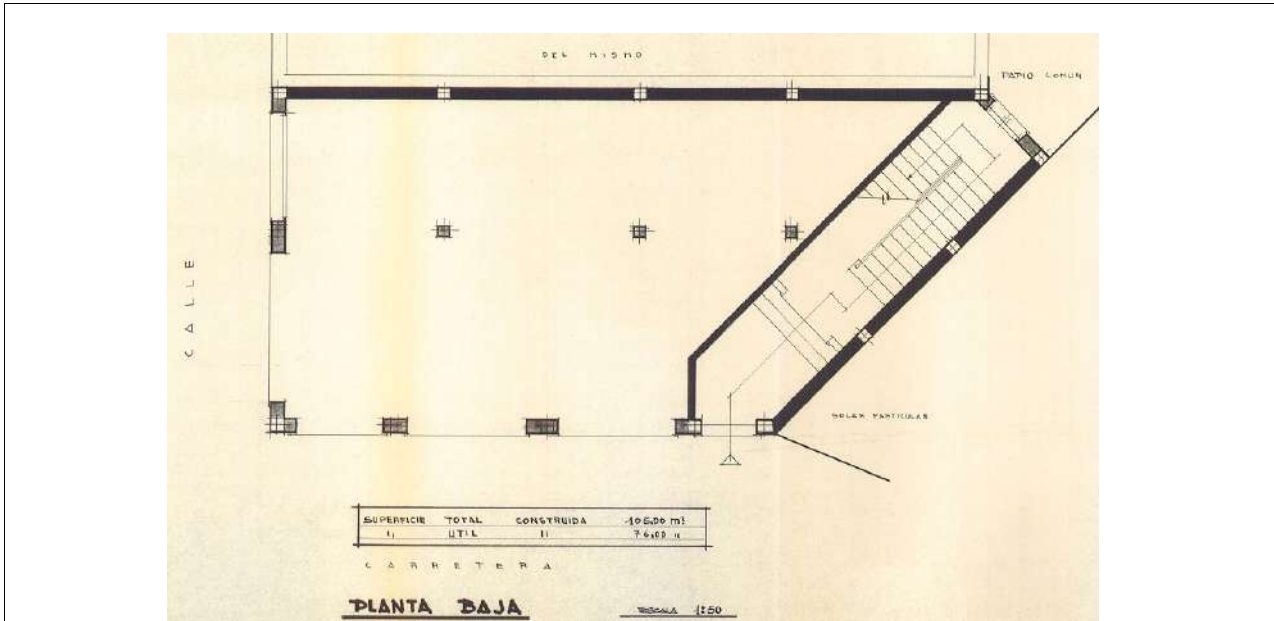 DEL MISMO
PATIO COMUN
CALLE
SOLAR PARTICULAR
SUPERFICIE TOTAL CONSTRUIDA 105,00 m²
" UTIL " 76,00 "
CARRETERA
PLANTA BAJA
ESCALA 1:50